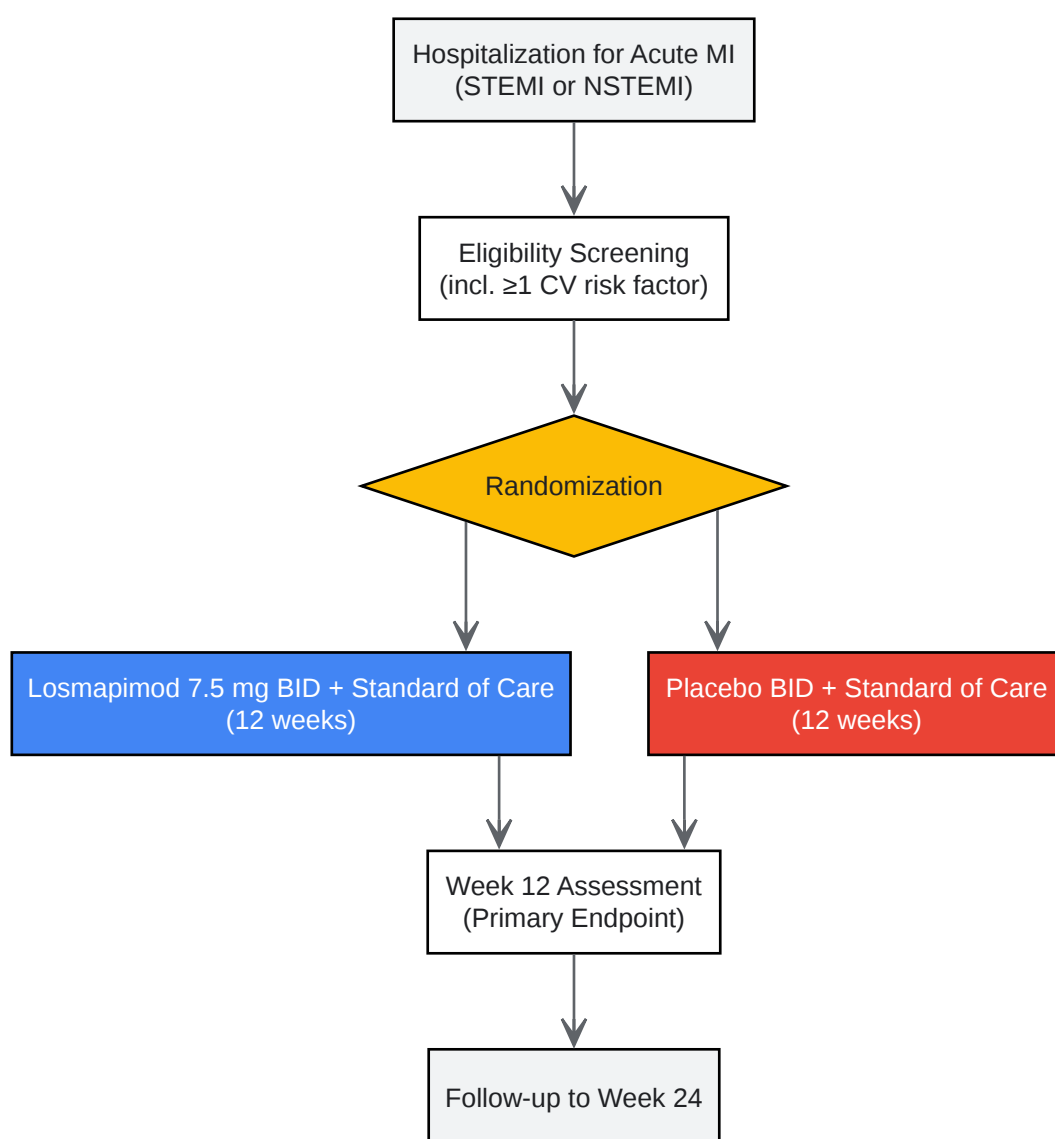 Hospitalization for Acute MI
(STEMI or NSTEMI)
Eligibility Screening
(incl. ≥1 CV risk factor)
Randomization
Losmapimod 7.5 mg BID + Standard of Care
(12 weeks)
Placebo BID + Standard of Care
(12 weeks)
Week 12 Assessment
(Primary Endpoint)
Follow-up to Week 24